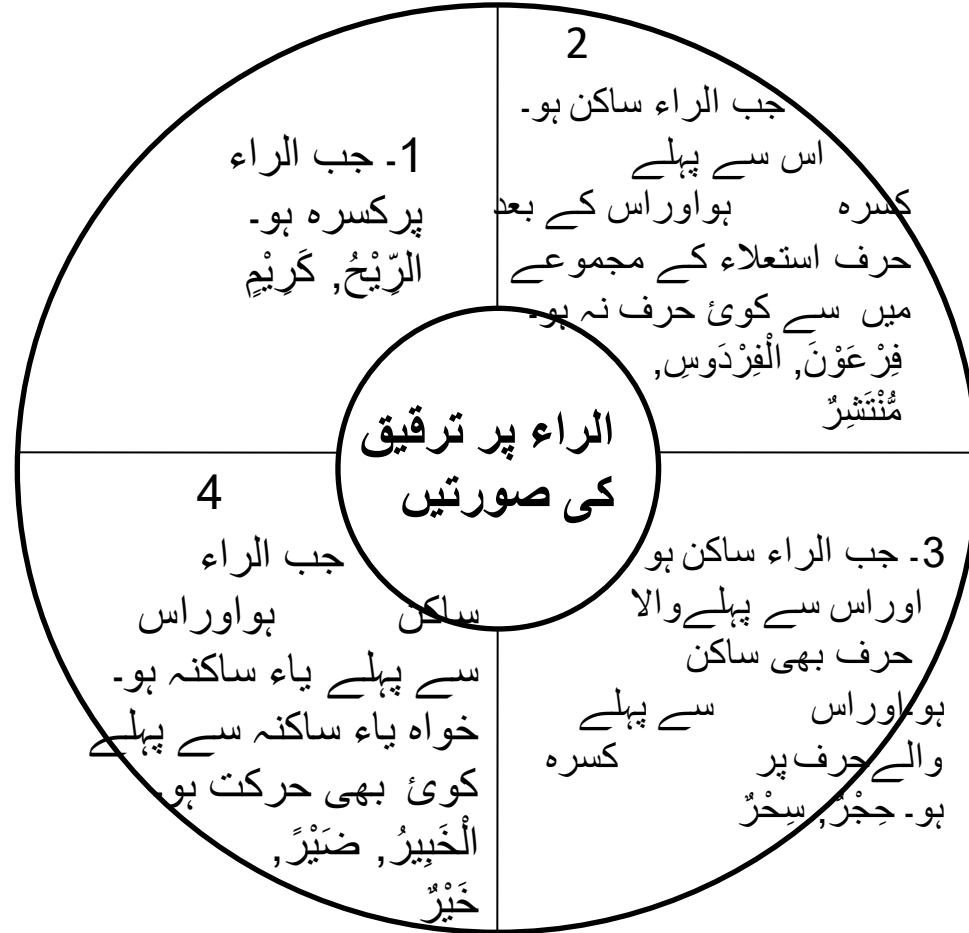 الراء پر ترقیق
کی صورتیں
1۔ جب الراء
پرکسرہ ہو۔
الرِّیْحُ, کَرِیْمٍ
2
جب الراء ساکن ہو۔
اس سے پہلے
کسرہ ہواوراس کے بعد
حرف استعلاء کے مجموعے
میں سے کوئ حرف نہ ہو۔
فِرْعَوْنَ, الْفِرْدَوسِ,
مُّنْتَشِرٌ
3۔ جب الراء ساکن ہو
اوراس سے پہلےوالا
حرف بھی ساکن
ہو۔اوراس سے پہلے
والےحرف پر کسرہ
ہو۔ حِجْرٌ, سِحْرٌ
4
جب الراء
ساکن ہواوراس
سے پہلے یاء ساکنہ ہو۔
خواہ یاء ساکنہ سے پہلے
کوئ بھی حرکت ہو۔
الْخَبِیرُ, ضَیْرً,
خَیْرٌ